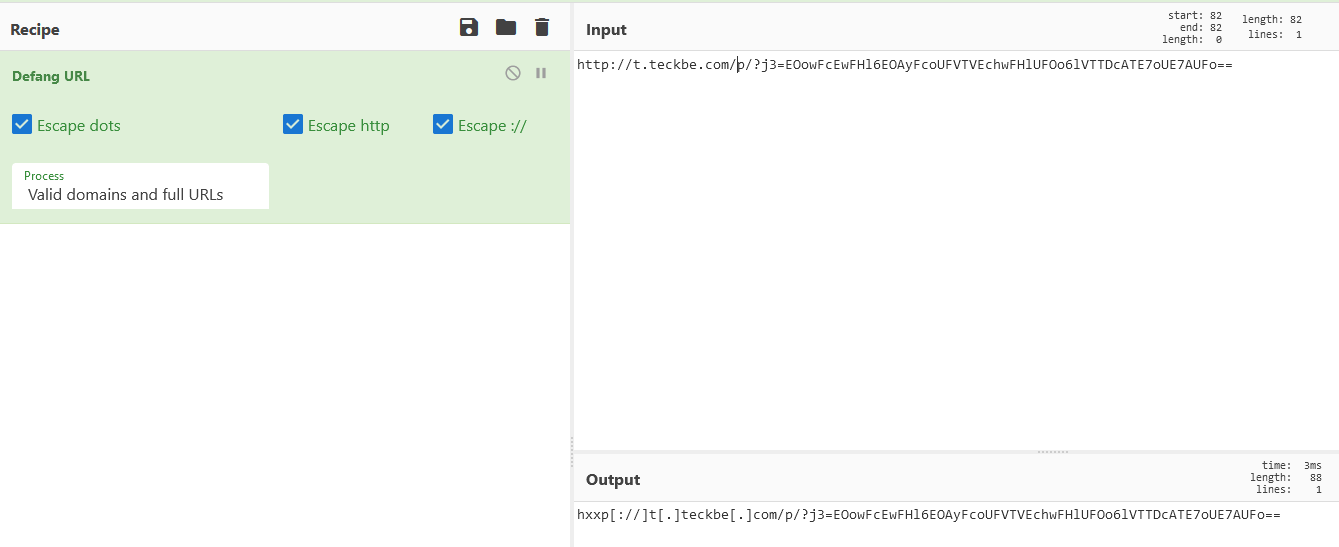 Recipe
Defang URL
Escape dots
Escape http
Escape ://
Process
Valid domains and full URLs
Input
start: 82
end: 82
length: 0
length: 82
lines: 1
http://t.teckbe.com/p/?j3=EOowFcEwFHl6EOAyFcoUFVTVEchwFHlUFOo6lVTTDcATE7oUE7AUFo==
Output
time: 3ms
length: 88
lines: 1
hxxp[://]t[.]teckbe[.]com/p/?j3=EOowFcEwFHl6EOAyFcoUFVTVEchwFHlUFOo6lVTTDcATE7oUE7AUFo==